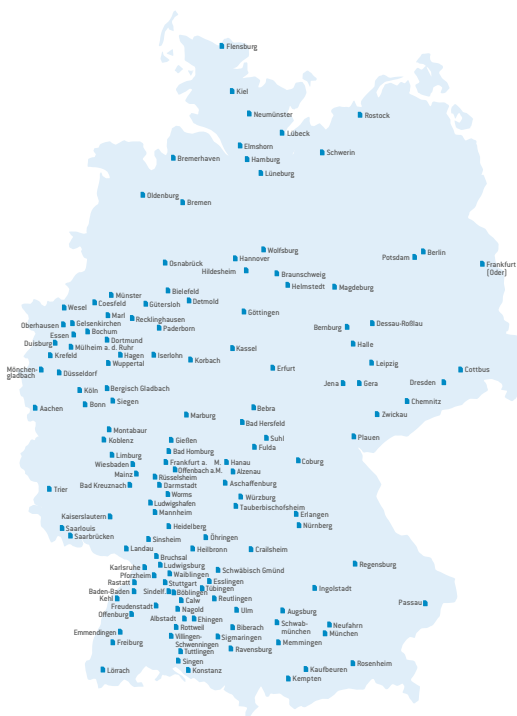 Flensburg
Kiel
Neumünster
Rostock
Lübeck
Elmshorn
Schwerin
Bremerhaven
Hamburg
Lüneburg
Oldenburg
Bremen
Wolfsburg
Berlin
Potsdam
Hannover
Osnabrück
Frankfurt
[Oder]
Hildesheim
Braunschweig
Helmstedt
Magdeburg
Bielefeld
Münster
Coesfeld
Gütersloh
Detmold
Wesel
Göttingen
Marl
Recklinghausen
Oberhausen
Gelsenkirchen
Paderborn
Bemburg
Dessau-Roßlau
Essen
Bochum
Duisburg
Dortmund
Mülheim a. d. Ruhr
Halle
Kassel
Krefeld
Hagen
Iserlohn
Korbach
Wuppertal
Leipzig
Erfurt
Mönchen-
gladbach
Düsseldorf
Cottbus
Jena
Gera
Dresden
Köln
Bergisch Gladbach
Siegen
Bonn
Chemnitz
Aachen
Bebra
Marburg
Zwickau
Bad Hersfeld
Montabaur
Koblenz
Gießen
Suhl
Plauen
Fulda
Bad Homburg
Limburg
Wiesbaden
Frankfurt a. M.
Hanau
Coburg
Offenbach a.M.
Alzenau
Mainz
Rüsselsheim
Bad Kreuznach
Darmstadt
Aschaffenburg
Trier
Worms
Würzburg
Ludwigshafen
Tauberbischofsheim
Mannheim
Kaiserslautern
Erlangen
Saarlouis
Heidelberg
Nürnberg
Saarbrücken
Sinsheim
Öhringen
Landau
Heilbronn
Crailsheim
Bruchsal
Regensburg
Karlsruhe
Ludwigsburg
Schwäbisch Gmünd
Pforzheim
Waiblingen
Rastatt
Stuttgart
Esslingen
Baden-Baden
Sindelf.
Böblingen
Tübingen
Ingolstadt
Kehl
Calw
Reutlingen
Passau
Freudenstadt
Nagold
Ulm
Augsburg
Offenburg
Albstadt
Ehingen
Emmendingen
Rottweil
Biberach
Schwab-
münchen
Neufahrn
München
Villingen-
Schwenningen
Sigmaringen
Freiburg
Memmingen
Tuttlingen
Ravensburg
Singen
Rosenheim
Lörrach
Konstanz
Kaufbeuren
Kempten